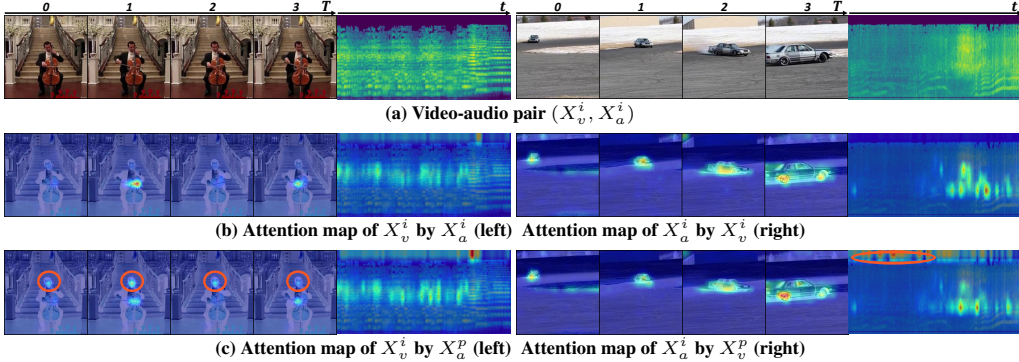 0 1 2 3 T t 0 1 2 3 T t
(a) Video-audio pair $(X_v^i, X_a^i)$
(b) Attention map of $X_v^i$ by $X_a^i$ (left) Attention map of $X_a^i$ by $X_v^i$ (right)
(c) Attention map of $X_v^i$ by $X_a^p$ (left) Attention map of $X_a^i$ by $X_v^p$ (right)